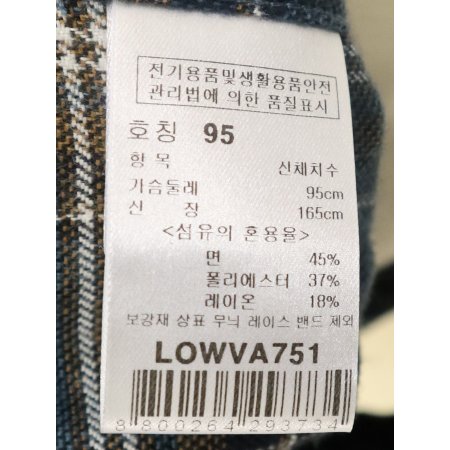 전기용품및생활용품안전
관리법에 의한 품질표시
호칭 95
항 목 신체치수
가슴둘레 95cm
신 장 165cm
<섬유의 혼용율>
면 45%
폴리에스터 37%
레이온 18%
보강재 상표 무늬 레이스 밴드 제외
LOWVA751
8 800264 293734